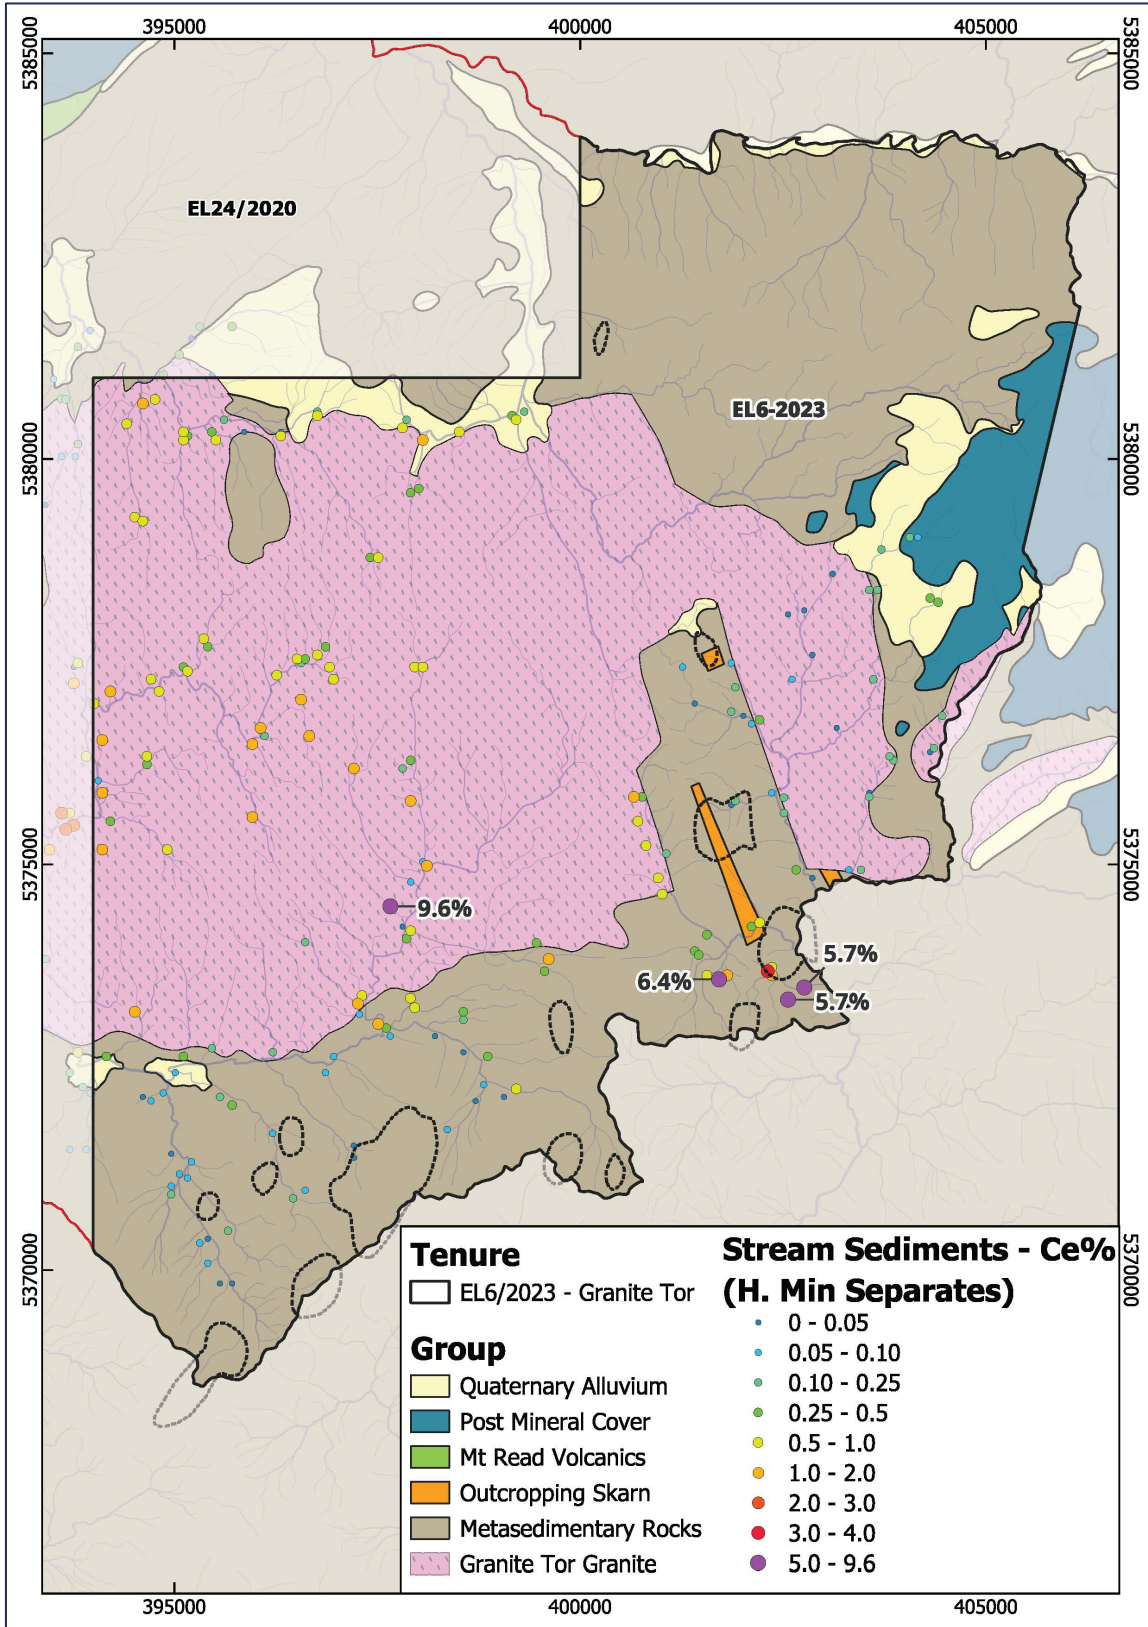 395000
400000
405000
5385000
5385000
EL24/2020
EL6-2023
5380000
5380000
5375000
5375000
9.6%
5.7%
6.4%
5.7%
5370000
5370000
Tenure
EL6/2023 - Granite Tor
Group
Quaternary Alluvium
Post Mineral Cover
Mt Read Volcanics
Outcropping Skarn
Metasedimentary Rocks
Granite Tor Granite
Stream Sediments - Ce%
(H. Min Separates)
0 - 0.05
0.05 - 0.10
0.10 - 0.25
0.25 - 0.5
0.5 - 1.0
1.0 - 2.0
2.0 - 3.0
3.0 - 4.0
5.0 - 9.6
395000
400000
405000